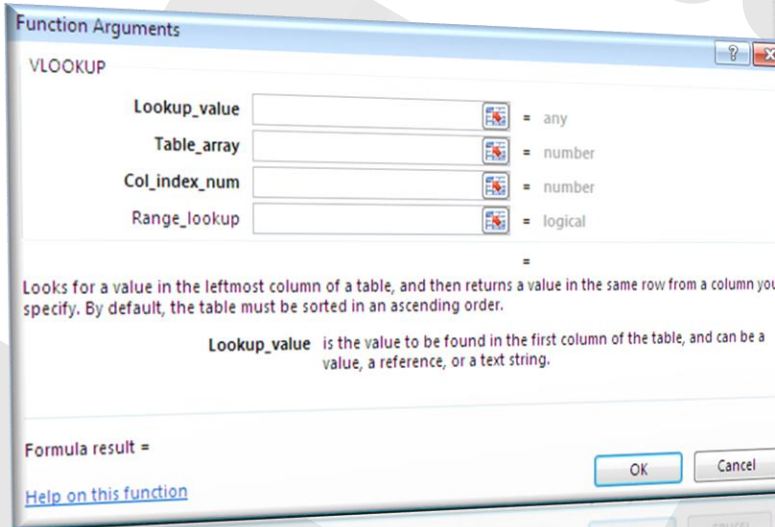 Function Arguments
?
VLOOKUP
Lookup_value = any
Table_array = number
Col_index_num = number
Range_lookup = logical
=
Looks for a value in the leftmost column of a table, and then returns a value in the same row from a column you
specify. By default, the table must be sorted in an ascending order.
Lookup_value is the value to be found in the first column of the table, and can be a
value, a reference, or a text string.
Formula result =
OK Cancel
Help on this function